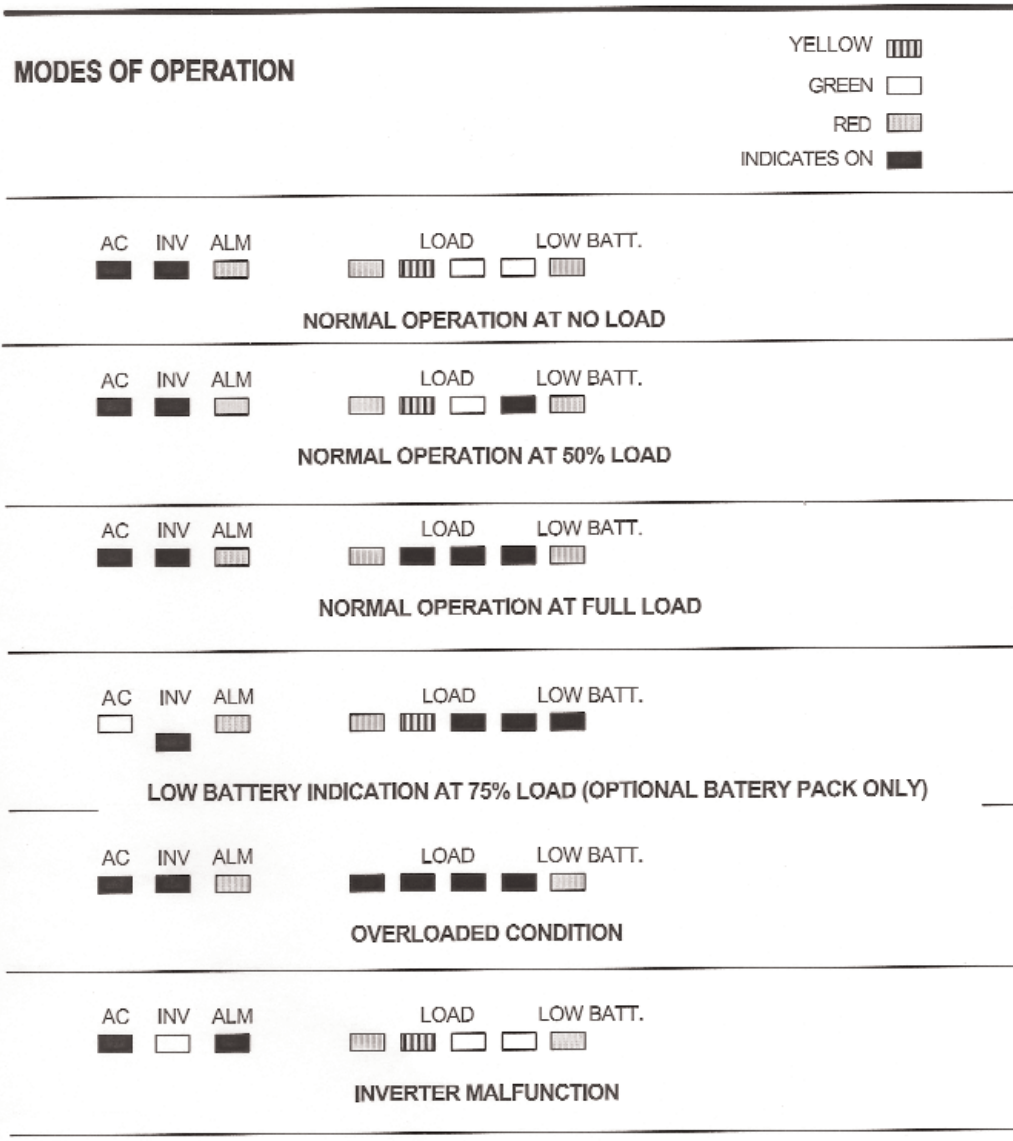 MODES OF OPERATION
YELLOW
GREEN
RED
INDICATES ON
AC INV ALM LOAD LOW BATT.
NORMAL OPERATION AT NO LOAD
AC INV ALM LOAD LOW BATT.
NORMAL OPERATION AT 50% LOAD
AC INV ALM LOAD LOW BATT.
NORMAL OPERATION AT FULL LOAD
AC INV ALM LOAD LOW BATT.
LOW BATTERY INDICATION AT 75% LOAD (OPTIONAL BATERY PACK ONLY)
AC INV ALM LOAD LOW BATT.
OVERLOADED CONDITION
AC INV ALM LOAD LOW BATT.
INVERTER MALFUNCTION